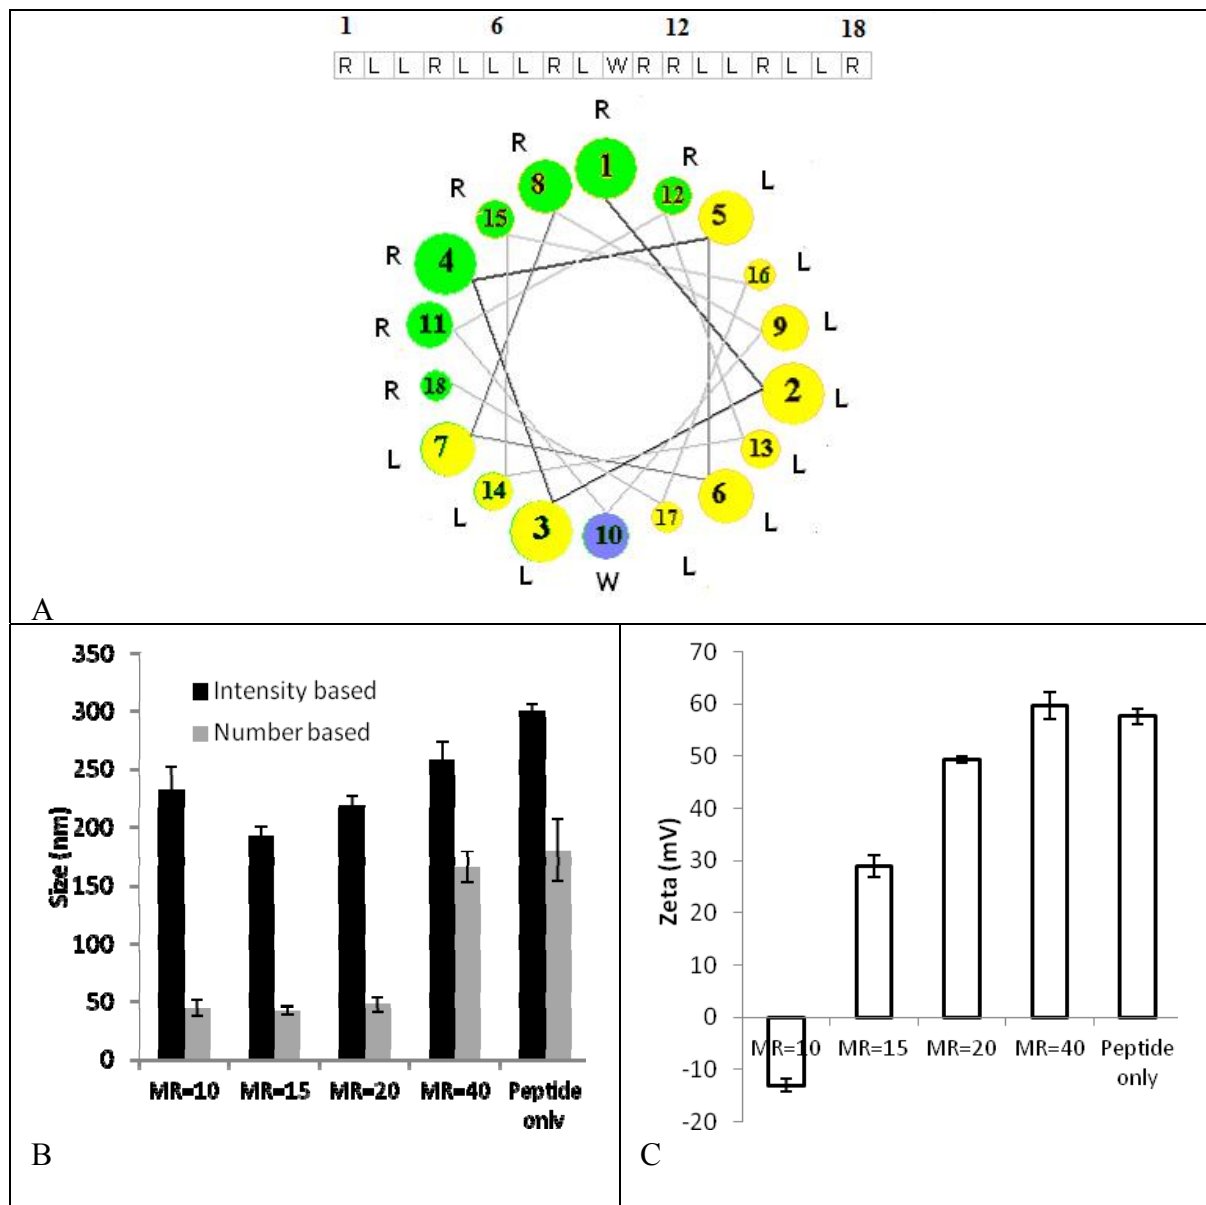 1 6 12 18
R L L R L L L R L W R R L L R L L R
R
R R
R L
1
8 12
5
15
R 4 16 L
R 11 9 L
R 18 2 L
7 13
L L
14 6
L 3 10 17 L
L W L
A
350
300
250
200
150
100
50
0
Size (nm)
Intensity based
Number based
MR=10 MR=15 MR=20 MR=40 Peptide
only
B
70
60
50
40
30
20
10
0
-10
-20
Zeta (mV)
MR=10 MR=15 MR=20 MR=40 Peptide
only
C